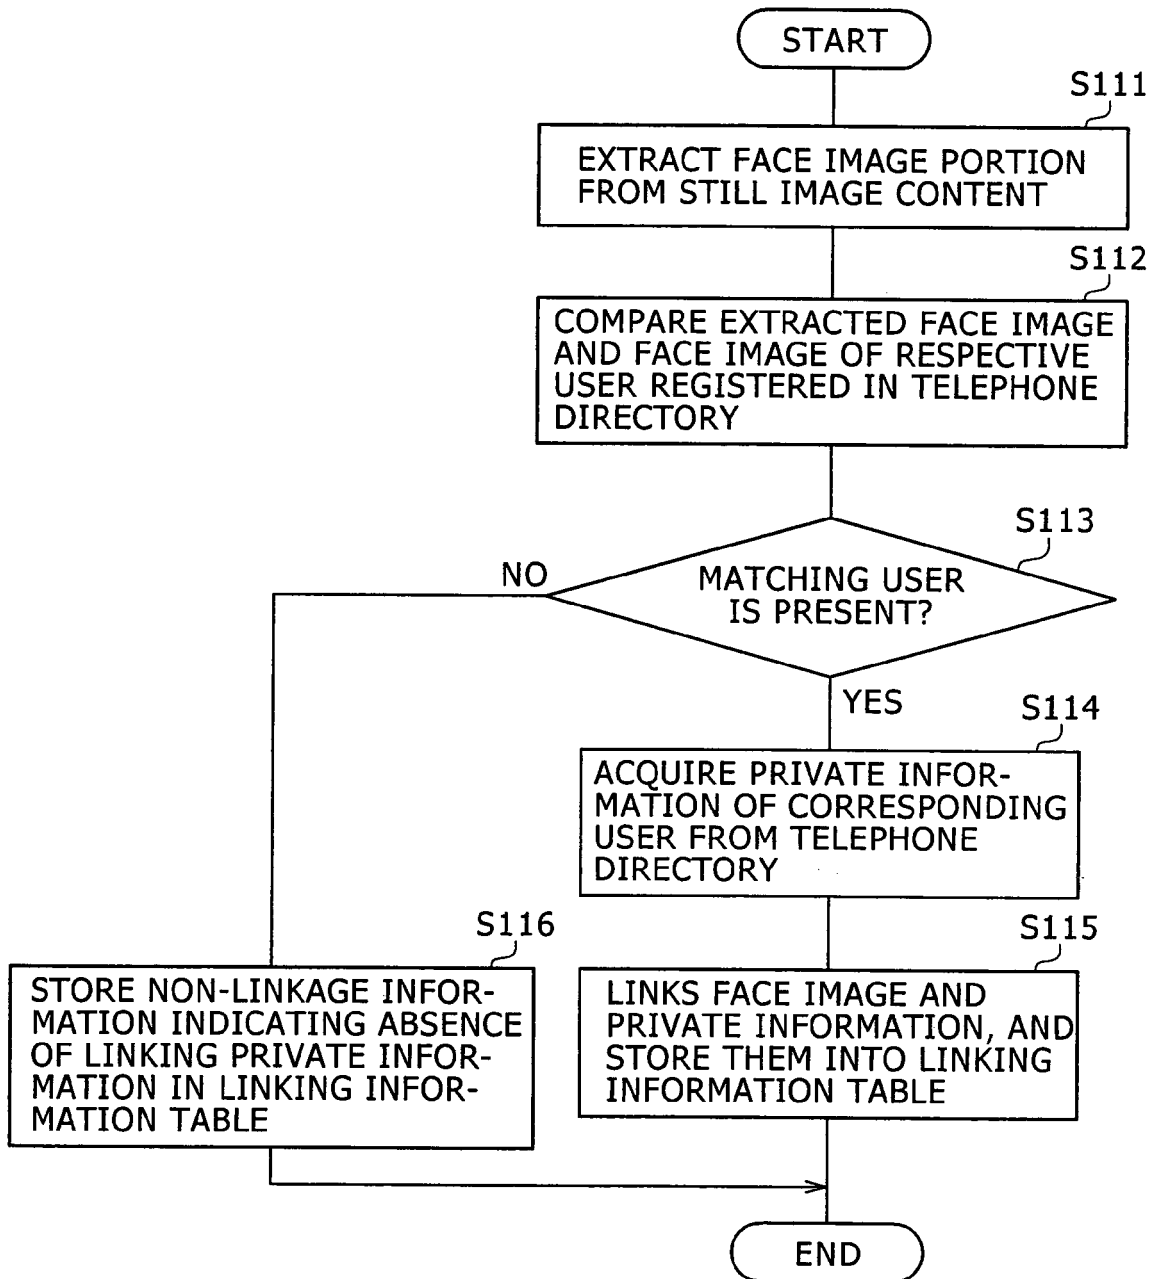 START
S111
EXTRACT FACE IMAGE PORTION
FROM STILL IMAGE CONTENT
S112
COMPARE EXTRACTED FACE IMAGE
AND FACE IMAGE OF RESPECTIVE
USER REGISTERED IN TELEPHONE
DIRECTORY
S113
MATCHING USER
IS PRESENT?
NO
YES
S114
ACQUIRE PRIVATE INFOR-
MATION OF CORRESPONDING
USER FROM TELEPHONE
DIRECTORY
S115
LINKS FACE IMAGE AND
PRIVATE INFORMATION, AND
STORE THEM INTO LINKING
INFORMATION TABLE
S116
STORE NON-LINKAGE INFOR-
MATION INDICATING ABSENCE
OF LINKING PRIVATE INFOR-
MATION IN LINKING INFOR-
MATION TABLE
END